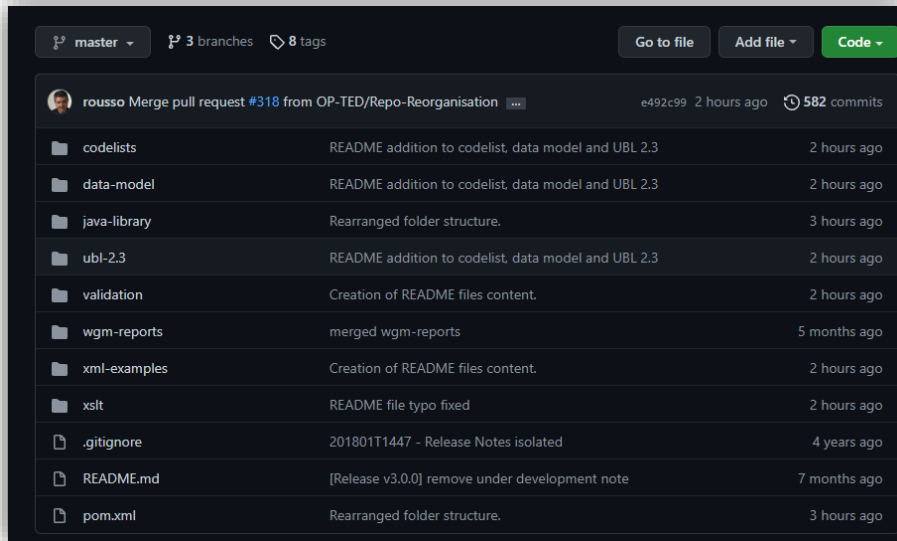 master 3 branches 8 tags Go to file Add file Code
rousso Merge pull request #318 from OP-TED/Repo-Reorganisation ... e492c99 2 hours ago 582 commits
codelists README addition to codelist, data model and UBL 2.3 2 hours ago
data-model README addition to codelist, data model and UBL 2.3 2 hours ago
java-library Rearranged folder structure. 3 hours ago
ubl-2.3 README addition to codelist, data model and UBL 2.3 2 hours ago
validation Creation of README files content. 2 hours ago
wgm-reports merged wgm-reports 5 months ago
xml-examples Creation of README files content. 2 hours ago
xslt README file typo fixed 2 hours ago
.gitignore 201801T1447 - Release Notes isolated 4 years ago
README.md [Release v3.0.0] remove under development note 7 months ago
pom.xml Rearranged folder structure. 3 hours ago